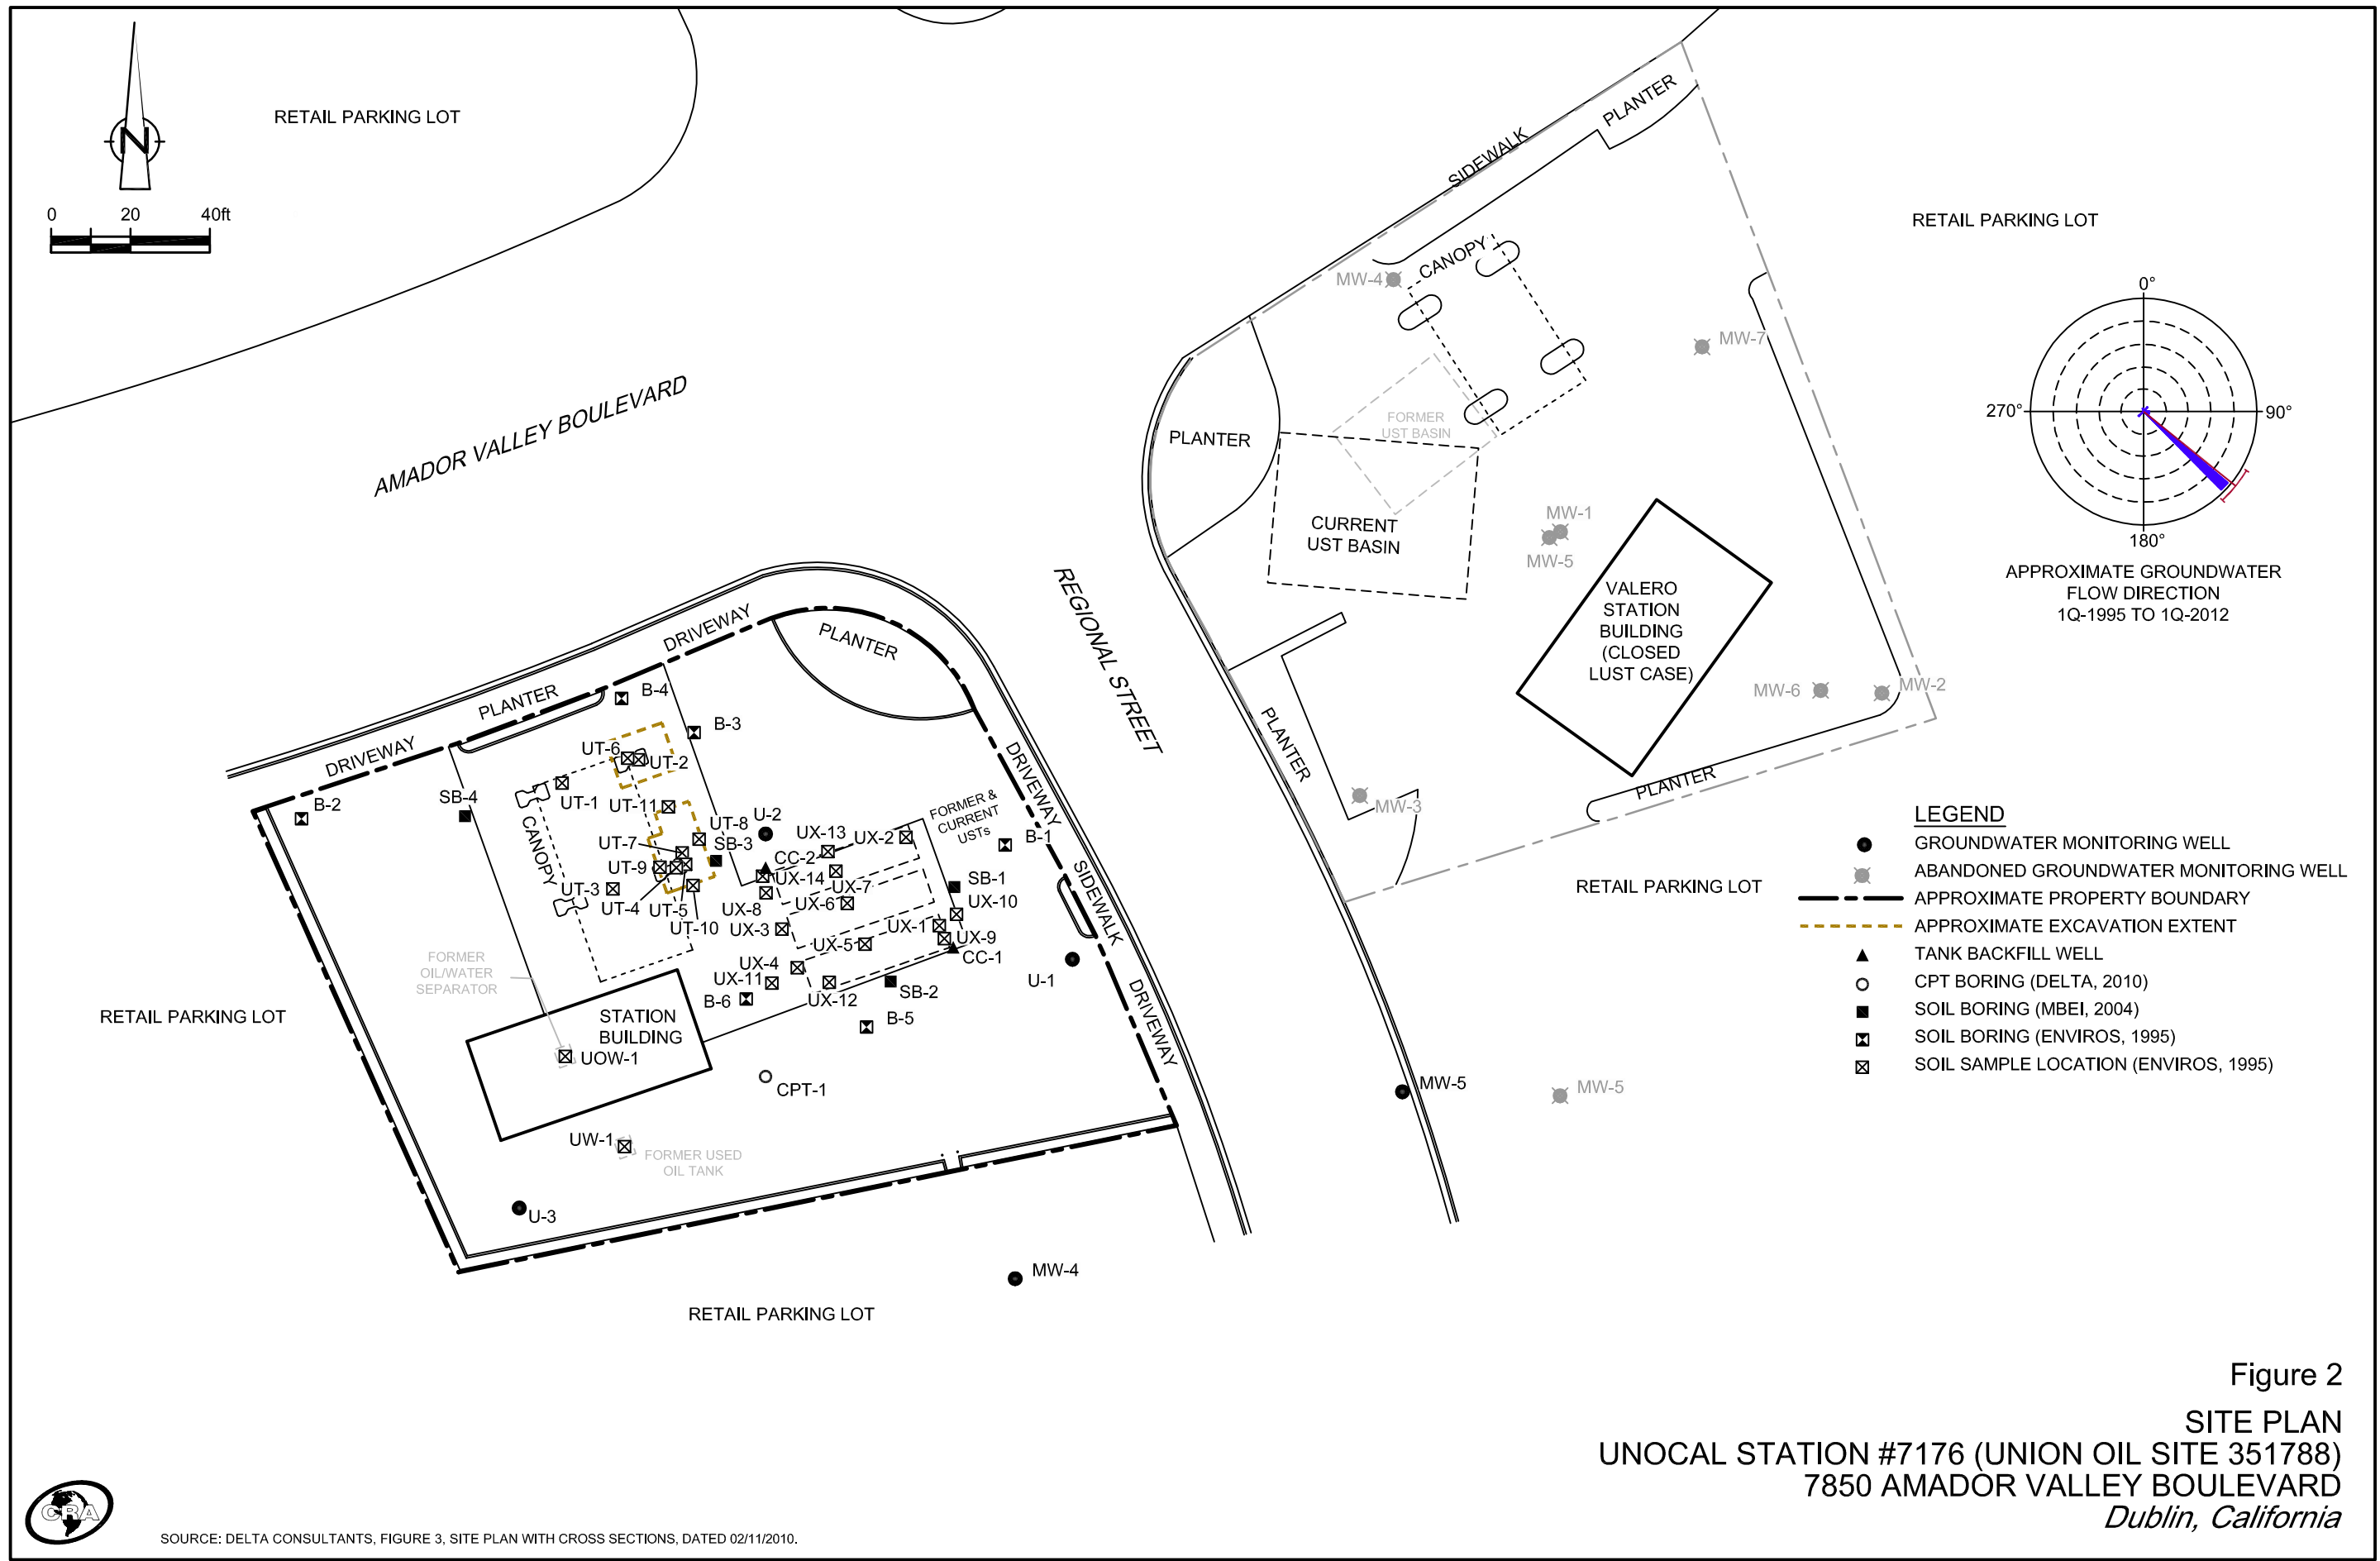 N
0 20 40ft
RETAIL PARKING LOT
AMADOR VALLEY BOULEVARD
REGIONAL STREET
SIDEWALK
PLANTER
CANOPY
MW-4
MW-7
RETAIL PARKING LOT
0°
270°
90°
180°
APPROXIMATE GROUNDWATER
FLOW DIRECTION
1Q-1995 TO 1Q-2012
PLANTER
FORMER
UST BASIN
CURRENT
UST BASIN
MW-1
MW-5
VALERO
STATION
BUILDING
(CLOSED
LUST CASE)
MW-6
MW-2
PLANTER
PLANTER
MW-3
RETAIL PARKING LOT
DRIVEWAY
PLANTER
DRIVEWAY
PLANTER
DRIVEWAY
SIDEWALK
DRIVEWAY
B-4
B-3
B-2
SB-4
UT-6
UT-2
UT-1
UT-11
CANOPY
U-2
UT-8
UT-7
SB-3
UT-9
UT-3
UT-4
UT-5
UT-10
UX-13
UX-2
FORMER &
CURRENT
USTs
B-1
CC-2
UX-14
UX-7
UX-8
UX-6
SB-1
UX-10
UX-3
UX-1
UX-5
UX-9
CC-1
UX-4
UX-11
UX-12
SB-2
B-6
B-5
U-1
FORMER
OIL/WATER
SEPARATOR
STATION
BUILDING
UOW-1
RETAIL PARKING LOT
CPT-1
UW-1
FORMER USED
OIL TANK
U-3
MW-4
MW-5
MW-5
RETAIL PARKING LOT
LEGEND
GROUNDWATER MONITORING WELL
ABANDONED GROUNDWATER MONITORING WELL
APPROXIMATE PROPERTY BOUNDARY
APPROXIMATE EXCAVATION EXTENT
TANK BACKFILL WELL
CPT BORING (DELTA, 2010)
SOIL BORING (MBEI, 2004)
SOIL BORING (ENVIROS, 1995)
SOIL SAMPLE LOCATION (ENVIROS, 1995)
Figure 2
SITE PLAN
UNOCAL STATION #7176 (UNION OIL SITE 351788)
7850 AMADOR VALLEY BOULEVARD
Dublin, California
CRA
SOURCE: DELTA CONSULTANTS, FIGURE 3, SITE PLAN WITH CROSS SECTIONS, DATED 02/11/2010.